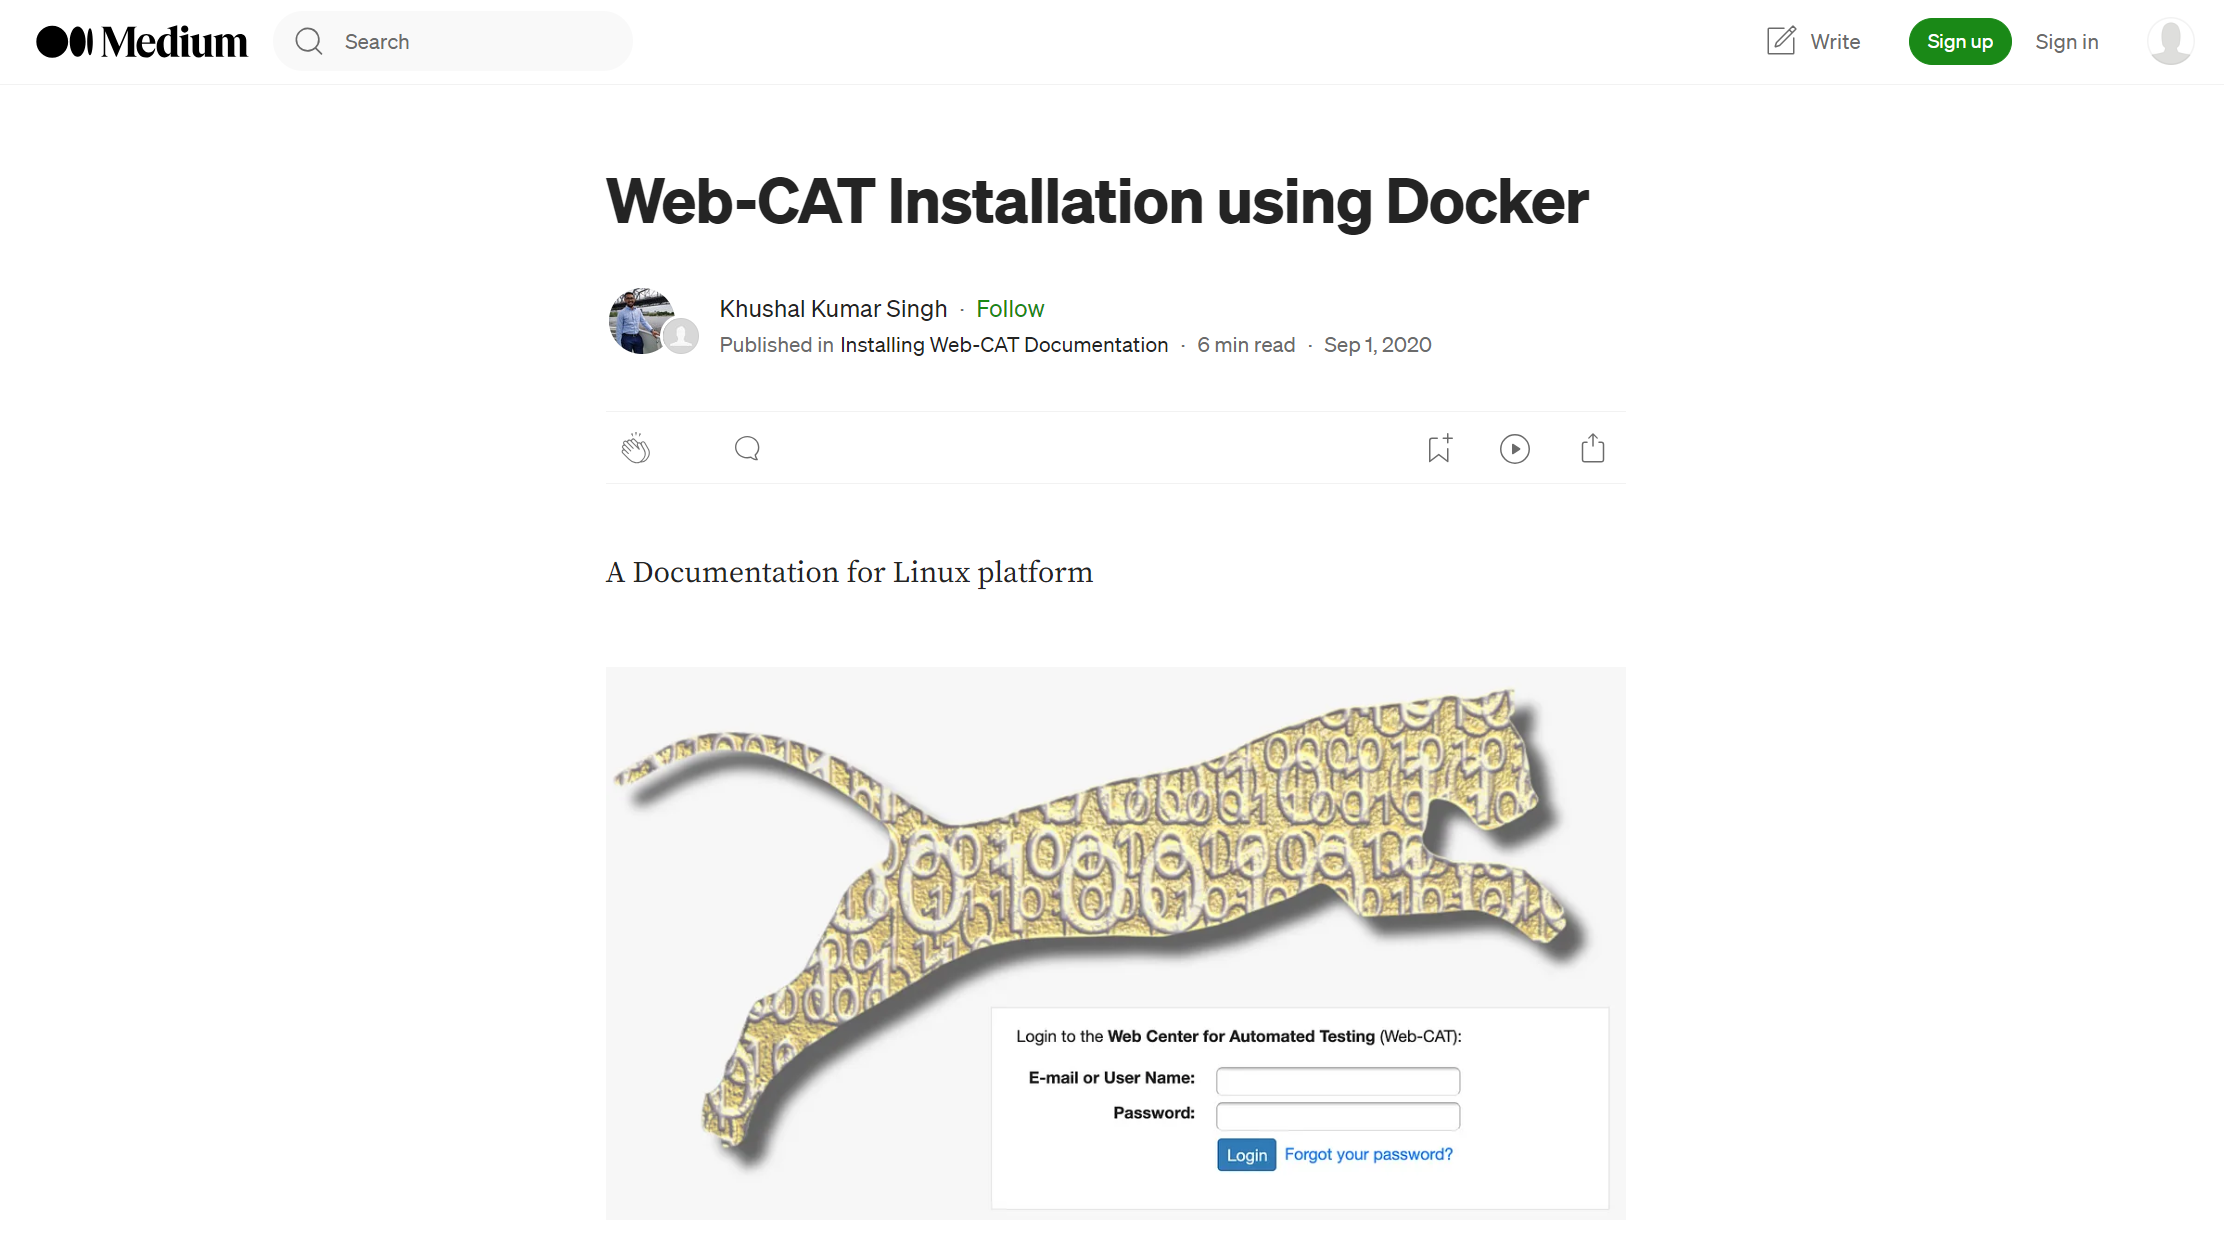 Medium
Search
Write
Sign up
Sign in
Web-CAT Installation using Docker
Khushal Kumar Singh · Follow
Published in Installing Web-CAT Documentation · 6 min read · Sep 1, 2020
A Documentation for Linux platform
Login to the Web Center for Automated Testing (Web-CAT):
E-mail or User Name:
Password:
Login Forgot your password?